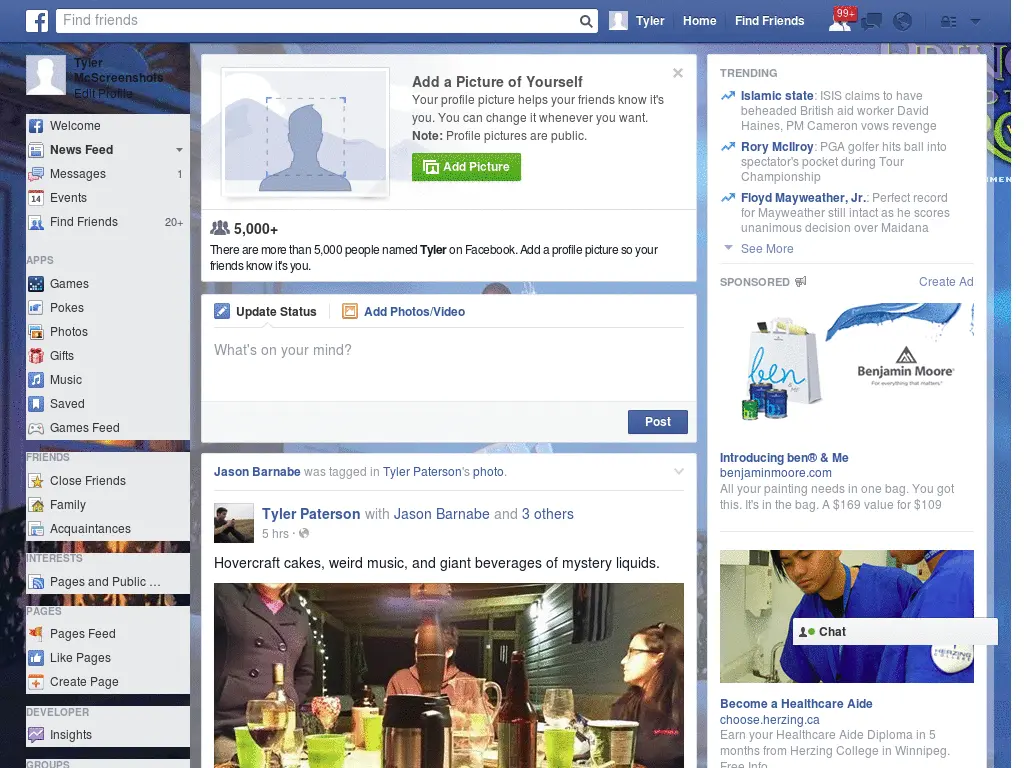 Find friends
Tyler
Home
Find Friends
99+
Tyler
McScreenshots
Edit Profile
Welcome
News Feed
Messages 1
14 Events
Find Friends 20+
APPS
Games
Pokes
Photos
Gifts
Music
Saved
Games Feed
FRIENDS
Close Friends
Family
Acquaintances
INTERESTS
Pages and Public ...
PAGES
Pages Feed
Like Pages
Create Page
DEVELOPER
Insights
GROUPS
Add a Picture of Yourself
Your profile picture helps your friends know it's
you. You can change it whenever you want.
Note: Profile pictures are public.
Add Picture
5,000+
There are more than 5,000 people named Tyler on Facebook. Add a profile picture so your
friends know it's you.
Update Status
Add Photos/Video
What's on your mind?
Post
Jason Barnabe was tagged in Tyler Paterson's photo.
Tyler Paterson with Jason Barnabe and 3 others
5 hrs ·
Hovercraft cakes, weird music, and giant beverages of mystery liquids.
TRENDING
Islamic state: ISIS claims to have
beheaded British aid worker David
Haines, PM Cameron vows revenge
Rory McIlroy: PGA golfer hits ball into
spectator's pocket during Tour
Championship
Floyd Mayweather, Jr.: Perfect record
for Mayweather still intact as he scores
unanimous decision over Maidana
See More
SPONSORED
Create Ad
ben
Benjamin Moore®
For everything that matters.™
Introducing ben® & Me
benjaminmoore.com
All your painting needs in one bag. You got
this. It's in the bag. A $169 value for $109
Chat
HERZING
COLLEGE
Become a Healthcare Aide
choose.herzing.ca
Earn your Healthcare Aide Diploma in 5
months from Herzing College in Winnipeg.
Free Info